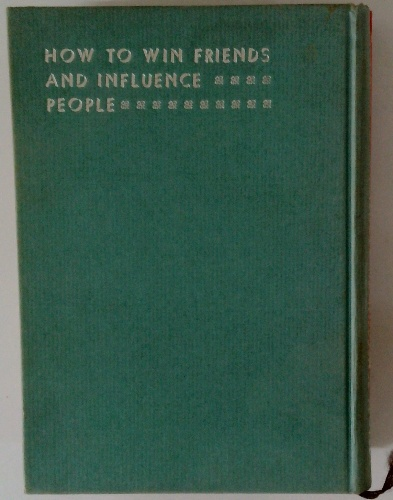 HOW TO WIN FRIENDS
AND INFLUENCE
PEOPLE